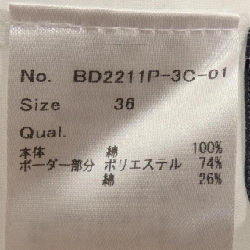 No. BD2211P-3C-01
Size 36
Qual.
本体 綿 100%
ボーダー部分 ポリエステル 74%
綿 26%